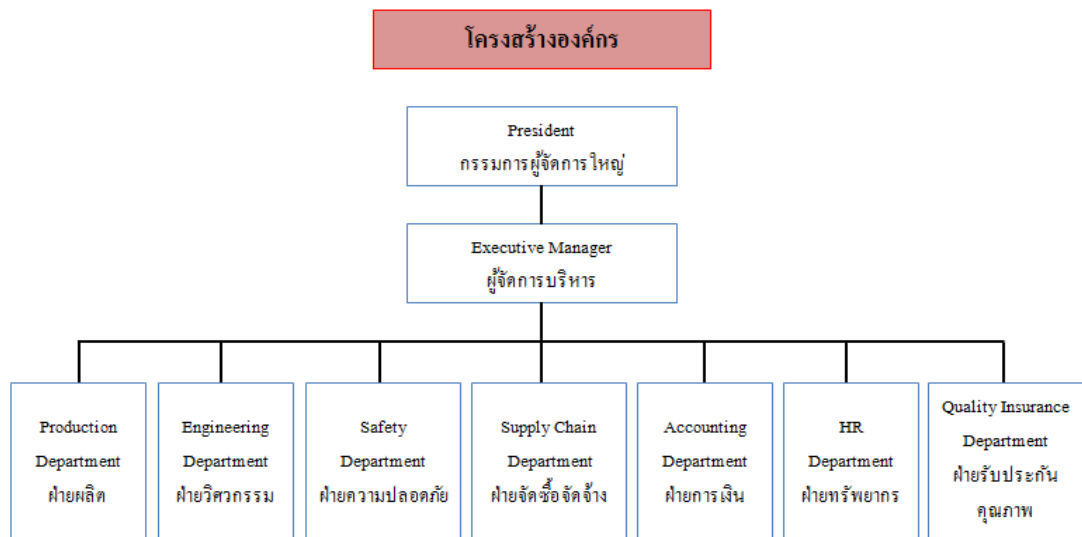 โครงสร้างองค์กร
President
กรรมการผู้จัดการใหญ่
Executive Manager
ผู้จัดการบริหาร
Production
Department
ฝ่ายผลิต
Engineering
Department
ฝ่ายวิศวกรรม
Safety
Department
ฝ่ายความปลอดภัย
Supply Chain
Department
ฝ่ายจัดซื้อจัดจ้าง
Accounting
Department
ฝ่ายการเงิน
HR
Department
ฝ่ายทรัพยากร
Quality Insurance
Department
ฝ่ายรับประกัน
คุณภาพ